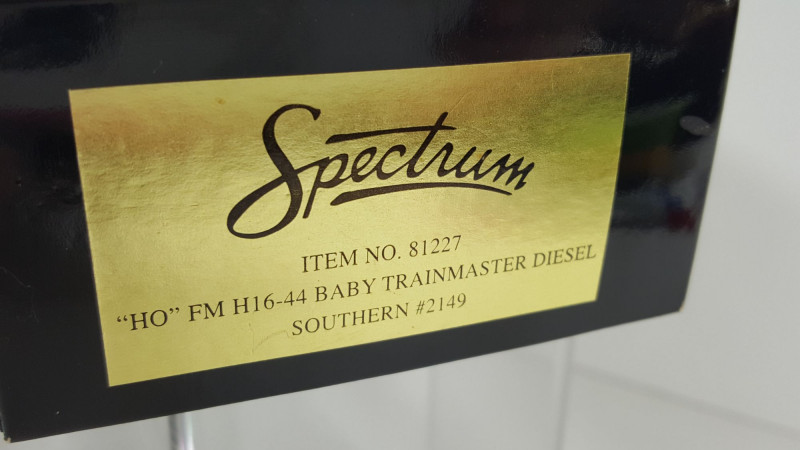 Spectrum
ITEM NO. 81227
“HO” FM H16-44 BABY TRAINMASTER DIESEL
SOUTHERN #2149